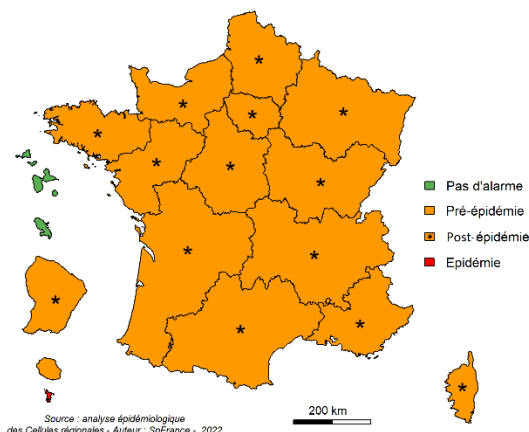 Pas d'alarme
Pré-épidémie
Post-épidémie
Epidémie
200 km
Source : analyse épidémiologique
des Cellules régionales - Auteur : SpFrance - 2022